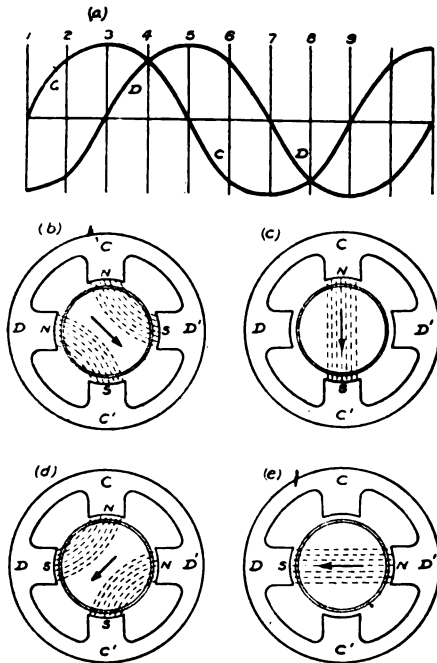 (a)
1 2 3 4 5 6 7 8 9
C D
C D
(b) (c)
C C
N N
D N S D' D D'
S S
C' C'
(d) (e)
C C
N
D S N D' D S N D'
S
C' C'